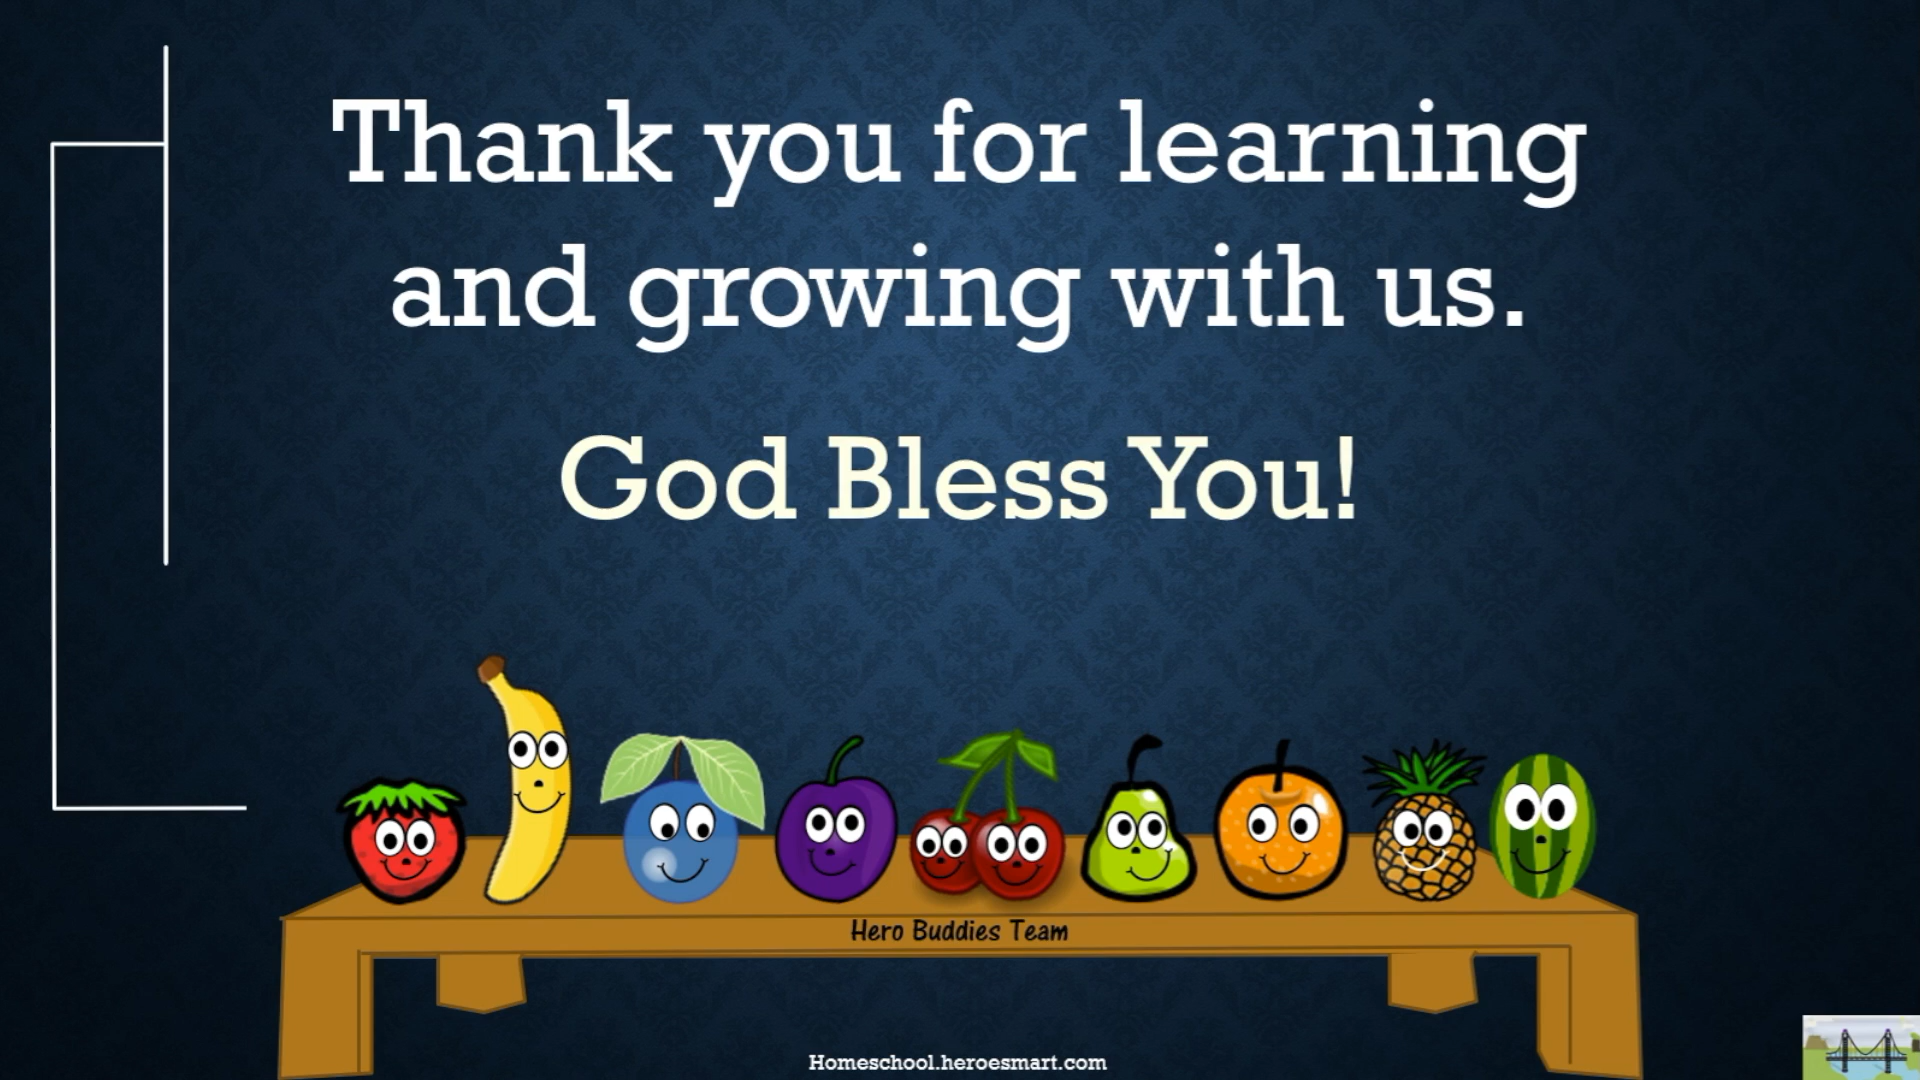 Thank you for learning
and growing with us.
God Bless You!
Hero Buddies Team
Homeschool.heroesmart.com